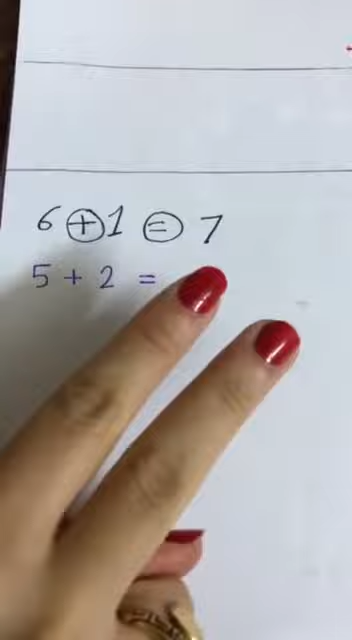 6 + 1 = 7
5 + 2 =